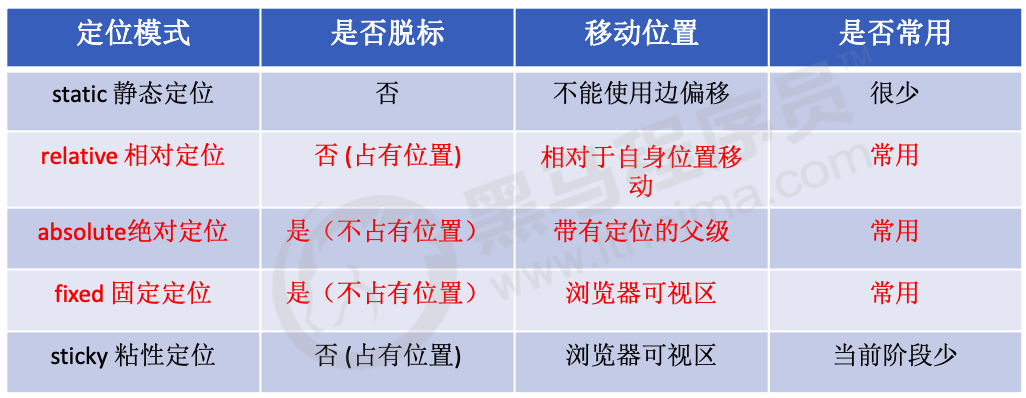 定位模式 是否脱标 移动位置 是否常用
static 静态定位 否 不能使用边偏移 很少
relative 相对定位 否 (占有位置) 相对于自身位置移 常用
动
absolute绝对定位 是（不占有位置） 带有定位的父级 常用
fixed 固定定位 是（不占有位置） 浏览器可视区 常用
sticky 粘性定位 否 (占有位置) 浏览器可视区 当前阶段少
黑马程序员™
www.itheima.com